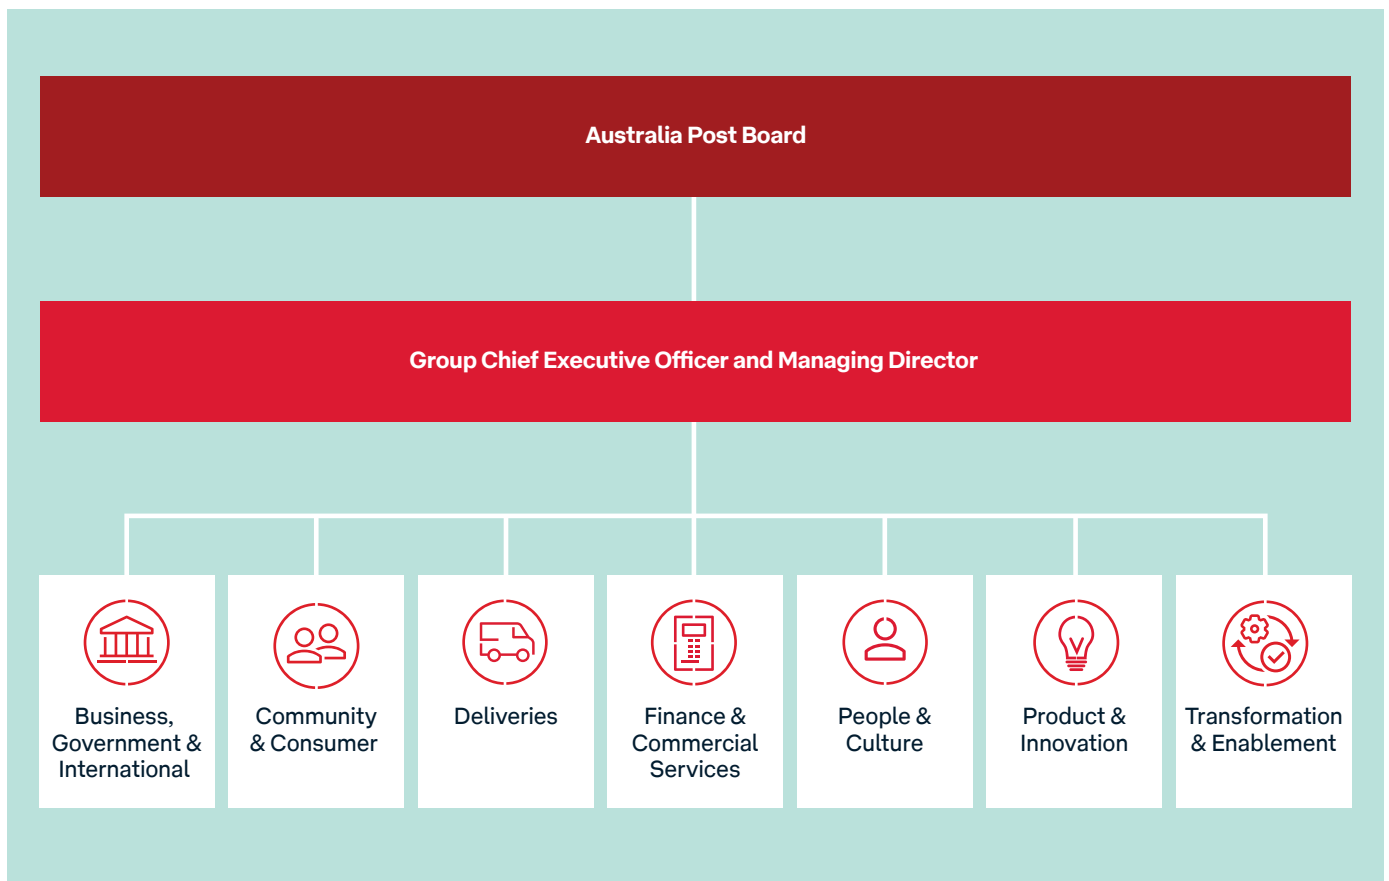 Australia Post Board
Group Chief Executive Officer and Managing Director
Business,
Government &
International
Community
& Consumer
Deliveries
Finance &
Commercial
Services
People &
Culture
Product &
Innovation
Transformation
& Enablement